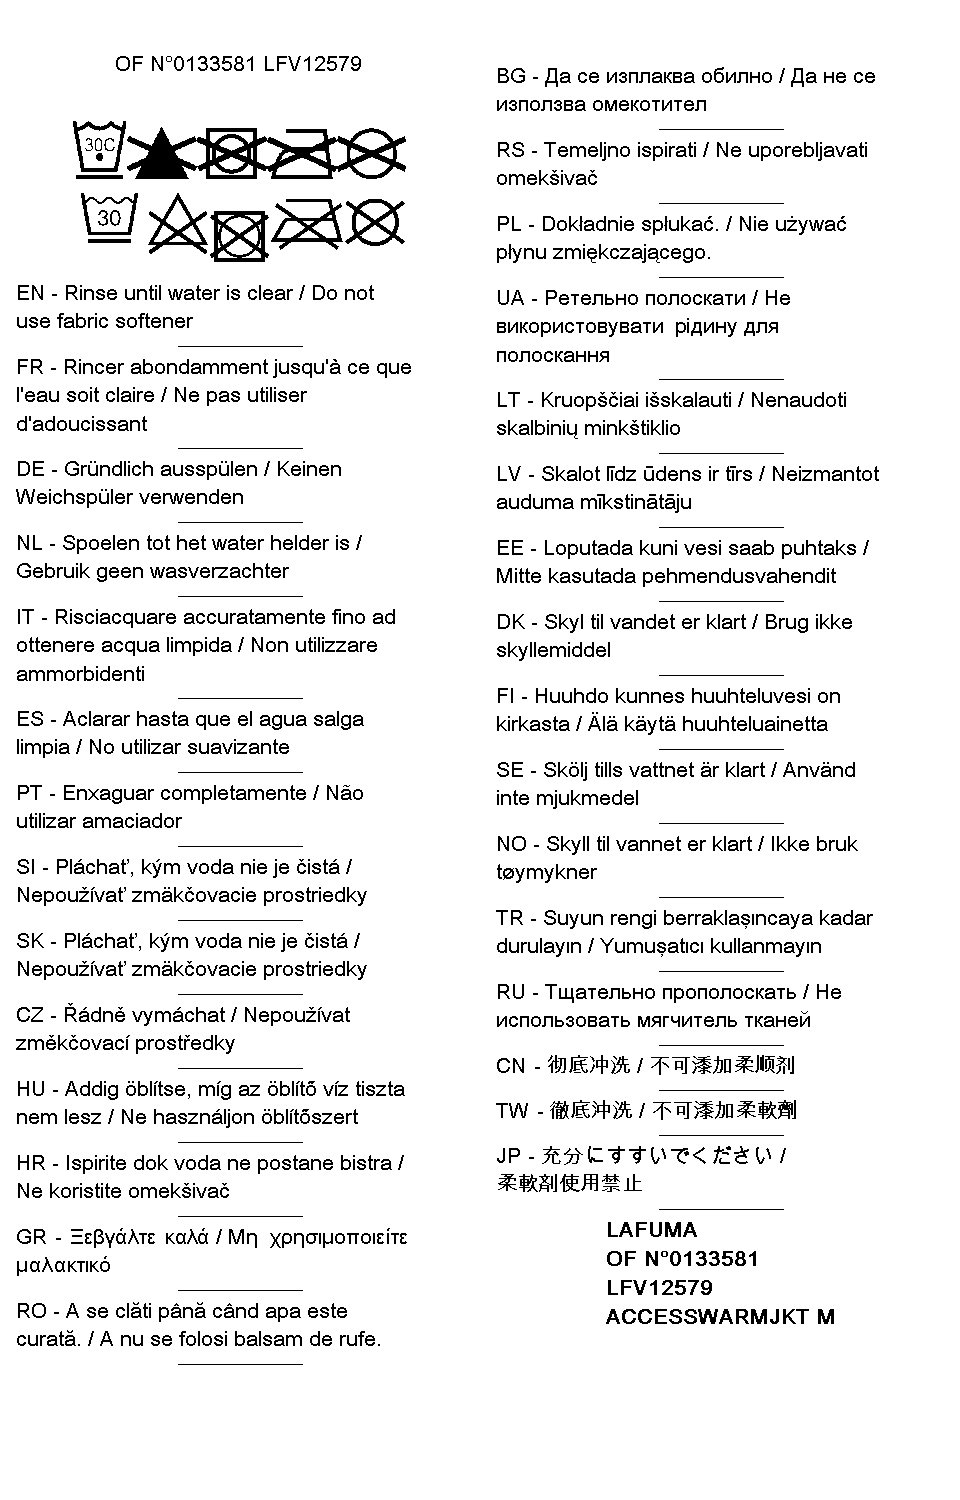 OF N°0133581 LFV12579
30C
30
EN - Rinse until water is clear / Do not
use fabric softener
FR - Rincer abondamment jusqu'à ce que
l'eau soit claire / Ne pas utiliser
d'adoucissant
DE - Gründlich ausspülen / Keinen
Weichspüler verwenden
NL - Spoelen tot het water helder is /
Gebruik geen wasverzachter
IT - Risciacquare accuratamente fino ad
ottenere acqua limpida / Non utilizzare
ammorbidenti
ES - Aclarar hasta que el agua salga
limpia / No utilizar suavizante
PT - Enxaguar completamente / Não
utilizar amaciador
SI - Pláchať, kým voda nie je čistá /
Nepoužívať zmäkčovacie prostriedky
SK - Pláchať, kým voda nie je čistá /
Nepoužívať zmäkčovacie prostriedky
CZ - Řádně vymáchat / Nepoužívat
změkčovací prostředky
HU - Addig öblítse, míg az öblítő víz tiszta
nem lesz / Ne használjon öblítőszert
HR - Ispirite dok voda ne postane bistra /
Ne koristite omekšivač
GR - Ξεβγάλτε καλά / Μη χρησιμοποιείτε
μαλακτικό
RO - A se clăti până când apa este
curată. / A nu se folosi balsam de rufe.
BG - Да се изплаква обилно / Да не се
използва омекотител
RS - Temeljno ispirati / Ne uporebljavati
omekšivač
PL - Dokładnie spłukać. / Nie używać
płynu zmiękczającego.
UA - Ретельно полоскати / Не
використовувати рідину для
полоскання
LT - Kruopščiai išskalauti / Nenaudoti
skalbinių minkštiklio
LV - Skalot līdz ūdens ir tīrs / Neizmantot
auduma mīkstinātāju
EE - Loputada kuni vesi saab puhtaks /
Mitte kasutada pehmendusvahendit
DK - Skyl til vandet er klart / Brug ikke
skyllemiddel
FI - Huuhdo kunnes huuhteluvesi on
kirkasta / Älä käytä huuhteluainetta
SE - Skölj tills vattnet är klart / Använd
inte mjukmedel
NO - Skyll til vannet er klart / Ikke bruk
tøymykner
TR - Suyun rengi berraklaşıncaya kadar
durulayın / Yumuşatıcı kullanmayın
RU - Тщательно прополоскать / Не
использовать мягчитель тканей
CN - 彻底冲洗 / 不可添加柔顺剂
TW - 徹底沖洗 / 不可添加柔軟劑
JP - 充分にすすいでください /
柔軟剤使用禁止
LAFUMA
OF N°0133581
LFV12579
ACCESSWARMJKT M